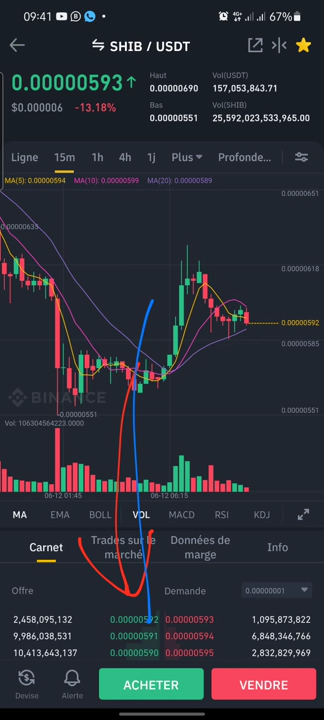 09:41
4G+
67%
SHIB / USDT
0.00000593↑
$0.000006 -13.18%
Haut
0.00000690
Bas
0.00000551
Vol(USDT)
157,053,843.71
Vol(SHIB)
25,592,023,533,965.00
Ligne 15m 1h 4h 1j Plus Profonde...
MA(5): 0.00000594 MA(10): 0.00000599 MA(20): 0.00000589
0.00000651
0.00000635
0.00000618
0.00000592
0.00000585
BINANCE
0.00000551
0.00000551
Vol: 106304564223.0000
06-12 01:45 06-12 06:15
MA EMA BOLL VOL MACD RSI KDJ
Carnet
Trades sur le marché
Données de marge
Info
Offre Demande 0.00000001
2,458,095,132 0.00000592 0.00000593 1,095,873,822
9,986,038,531 0.00000591 0.00000594 6,848,346,766
10,413,643,137 0.00000590 0.00000595 2,832,829,969
Devise
Alerte
ACHETER
VENDRE